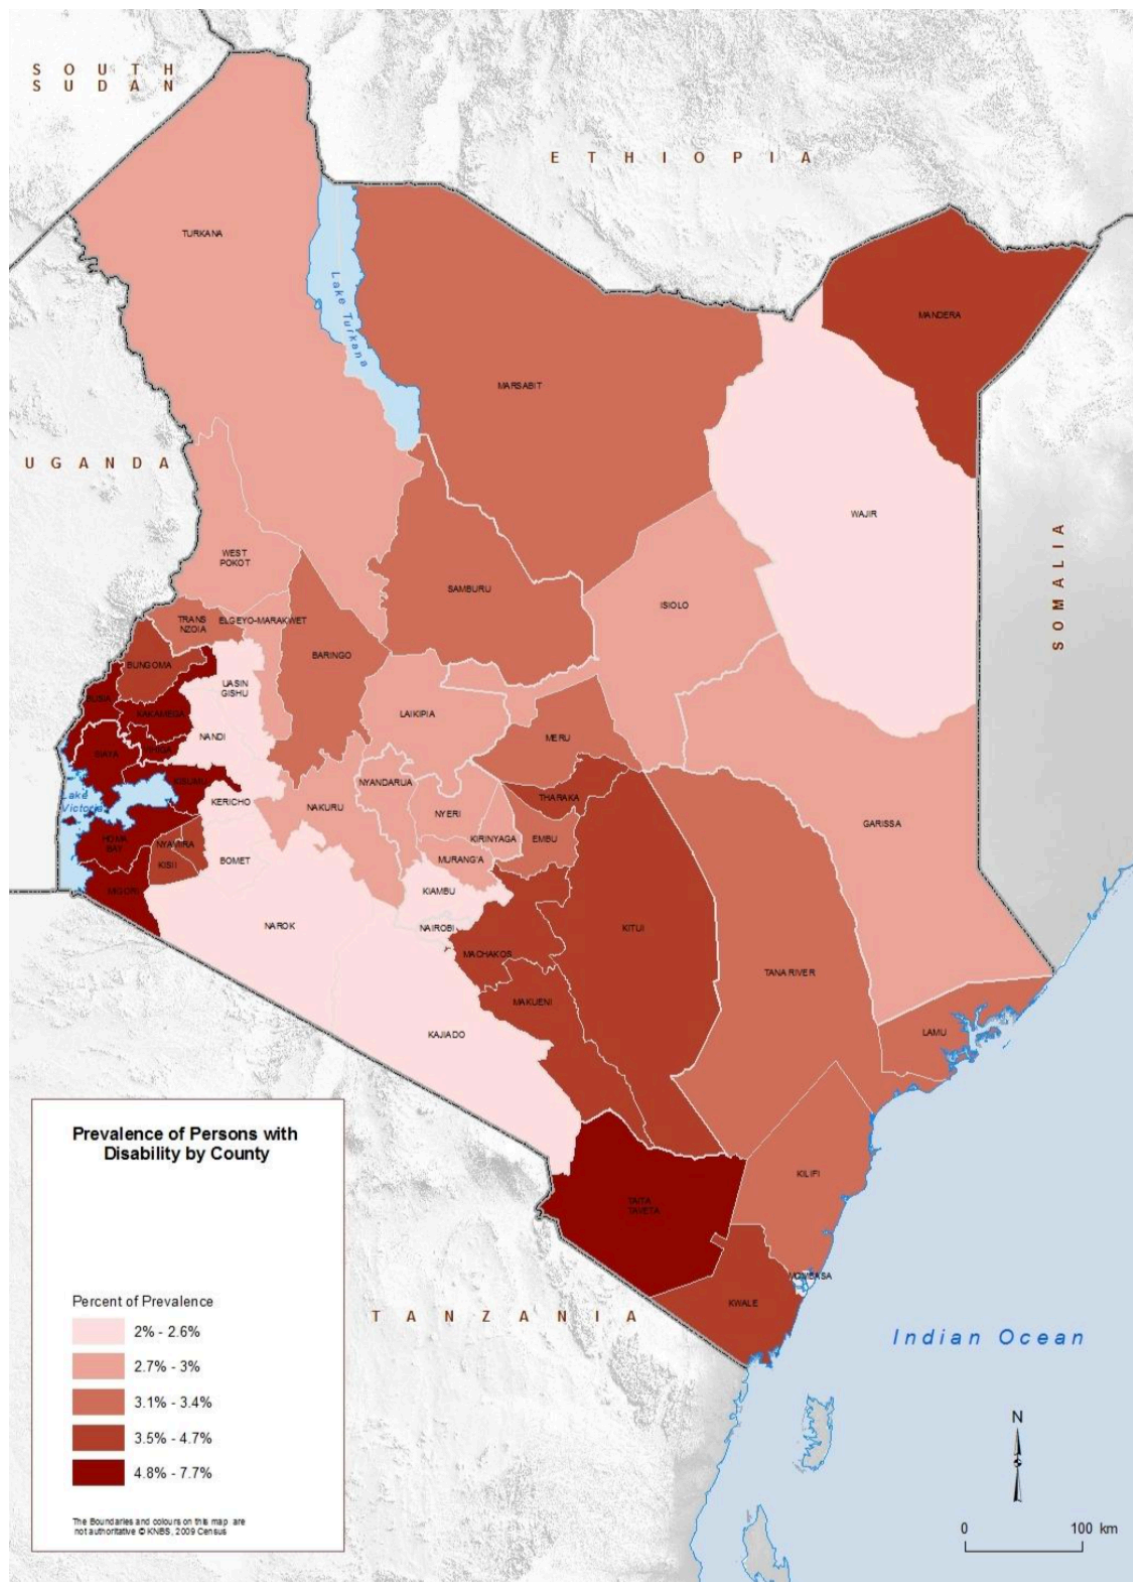 SOUTH
SUDAN
ETHIOPIA
TURKANA
Lake Turkana
MANDERA
MARSABIT
UGANDA
WAJIR
SOMALIA
WEST
POKOT
SAMBURU
ISIOLO
TRANS
NZOIA
ELGEYO-MARAKWET
BARINGO
BUNGOMA
UASIN
GISHU
BUSIA
KAKAMEGA
LAIKIPIA
NANDI
MERU
VIHIGA
SIAYA
KISUMU
NYANDARUA
Lake
Victoria
KERICHO
NAKURU
THARAKA
NYERI
GARISSA
HOMA
BAY
NYAMIRA
KIRINYAGA
EMBU
KISII
BOMET
MURANG'A
MIGORI
KIAMBU
NAROK
NAIROBI
KITUI
MACHAKOS
TANA RIVER
MAKUENI
KAJIADO
LAMU
KILIFI
TAITA
TAVETA
MOMBASA
KWALE
TANZANIA
Indian Ocean
Prevalence of Persons with
Disability by County
Percent of Prevalence
2% - 2.6%
2.7% - 3%
3.1% - 3.4%
3.5% - 4.7%
4.8% - 7.7%
The Boundaries and colours on this map are
not authoritative © KNBS, 2009 Census
N
0 100 km